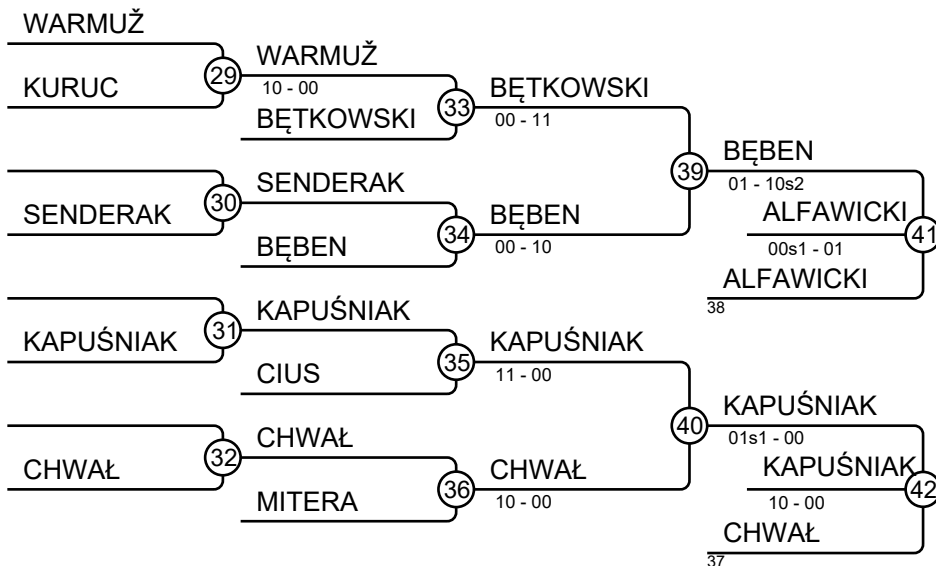 WARMUŽ
29
KURUC
WARMUŽ
10 - 00
33
BĘTKOWSKI
BĘTKOWSKI
00 - 11
39
30
SENDERAK
SENDERAK
34
BĘBEN
BĘBEN
00 - 10
BĘBEN
01 - 10s2
ALFAWICKI
00s1 - 01
41
ALFAWICKI
38
31
KAPUŚNIAK
KAPUŚNIAK
35
CIUS
KAPUŚNIAK
11 - 00
40
32
CHWAŁ
CHWAŁ
36
MITERA
CHWAŁ
10 - 00
KAPUŚNIAK
01s1 - 00
KAPUŚNIAK
10 - 00
42
CHWAŁ
37